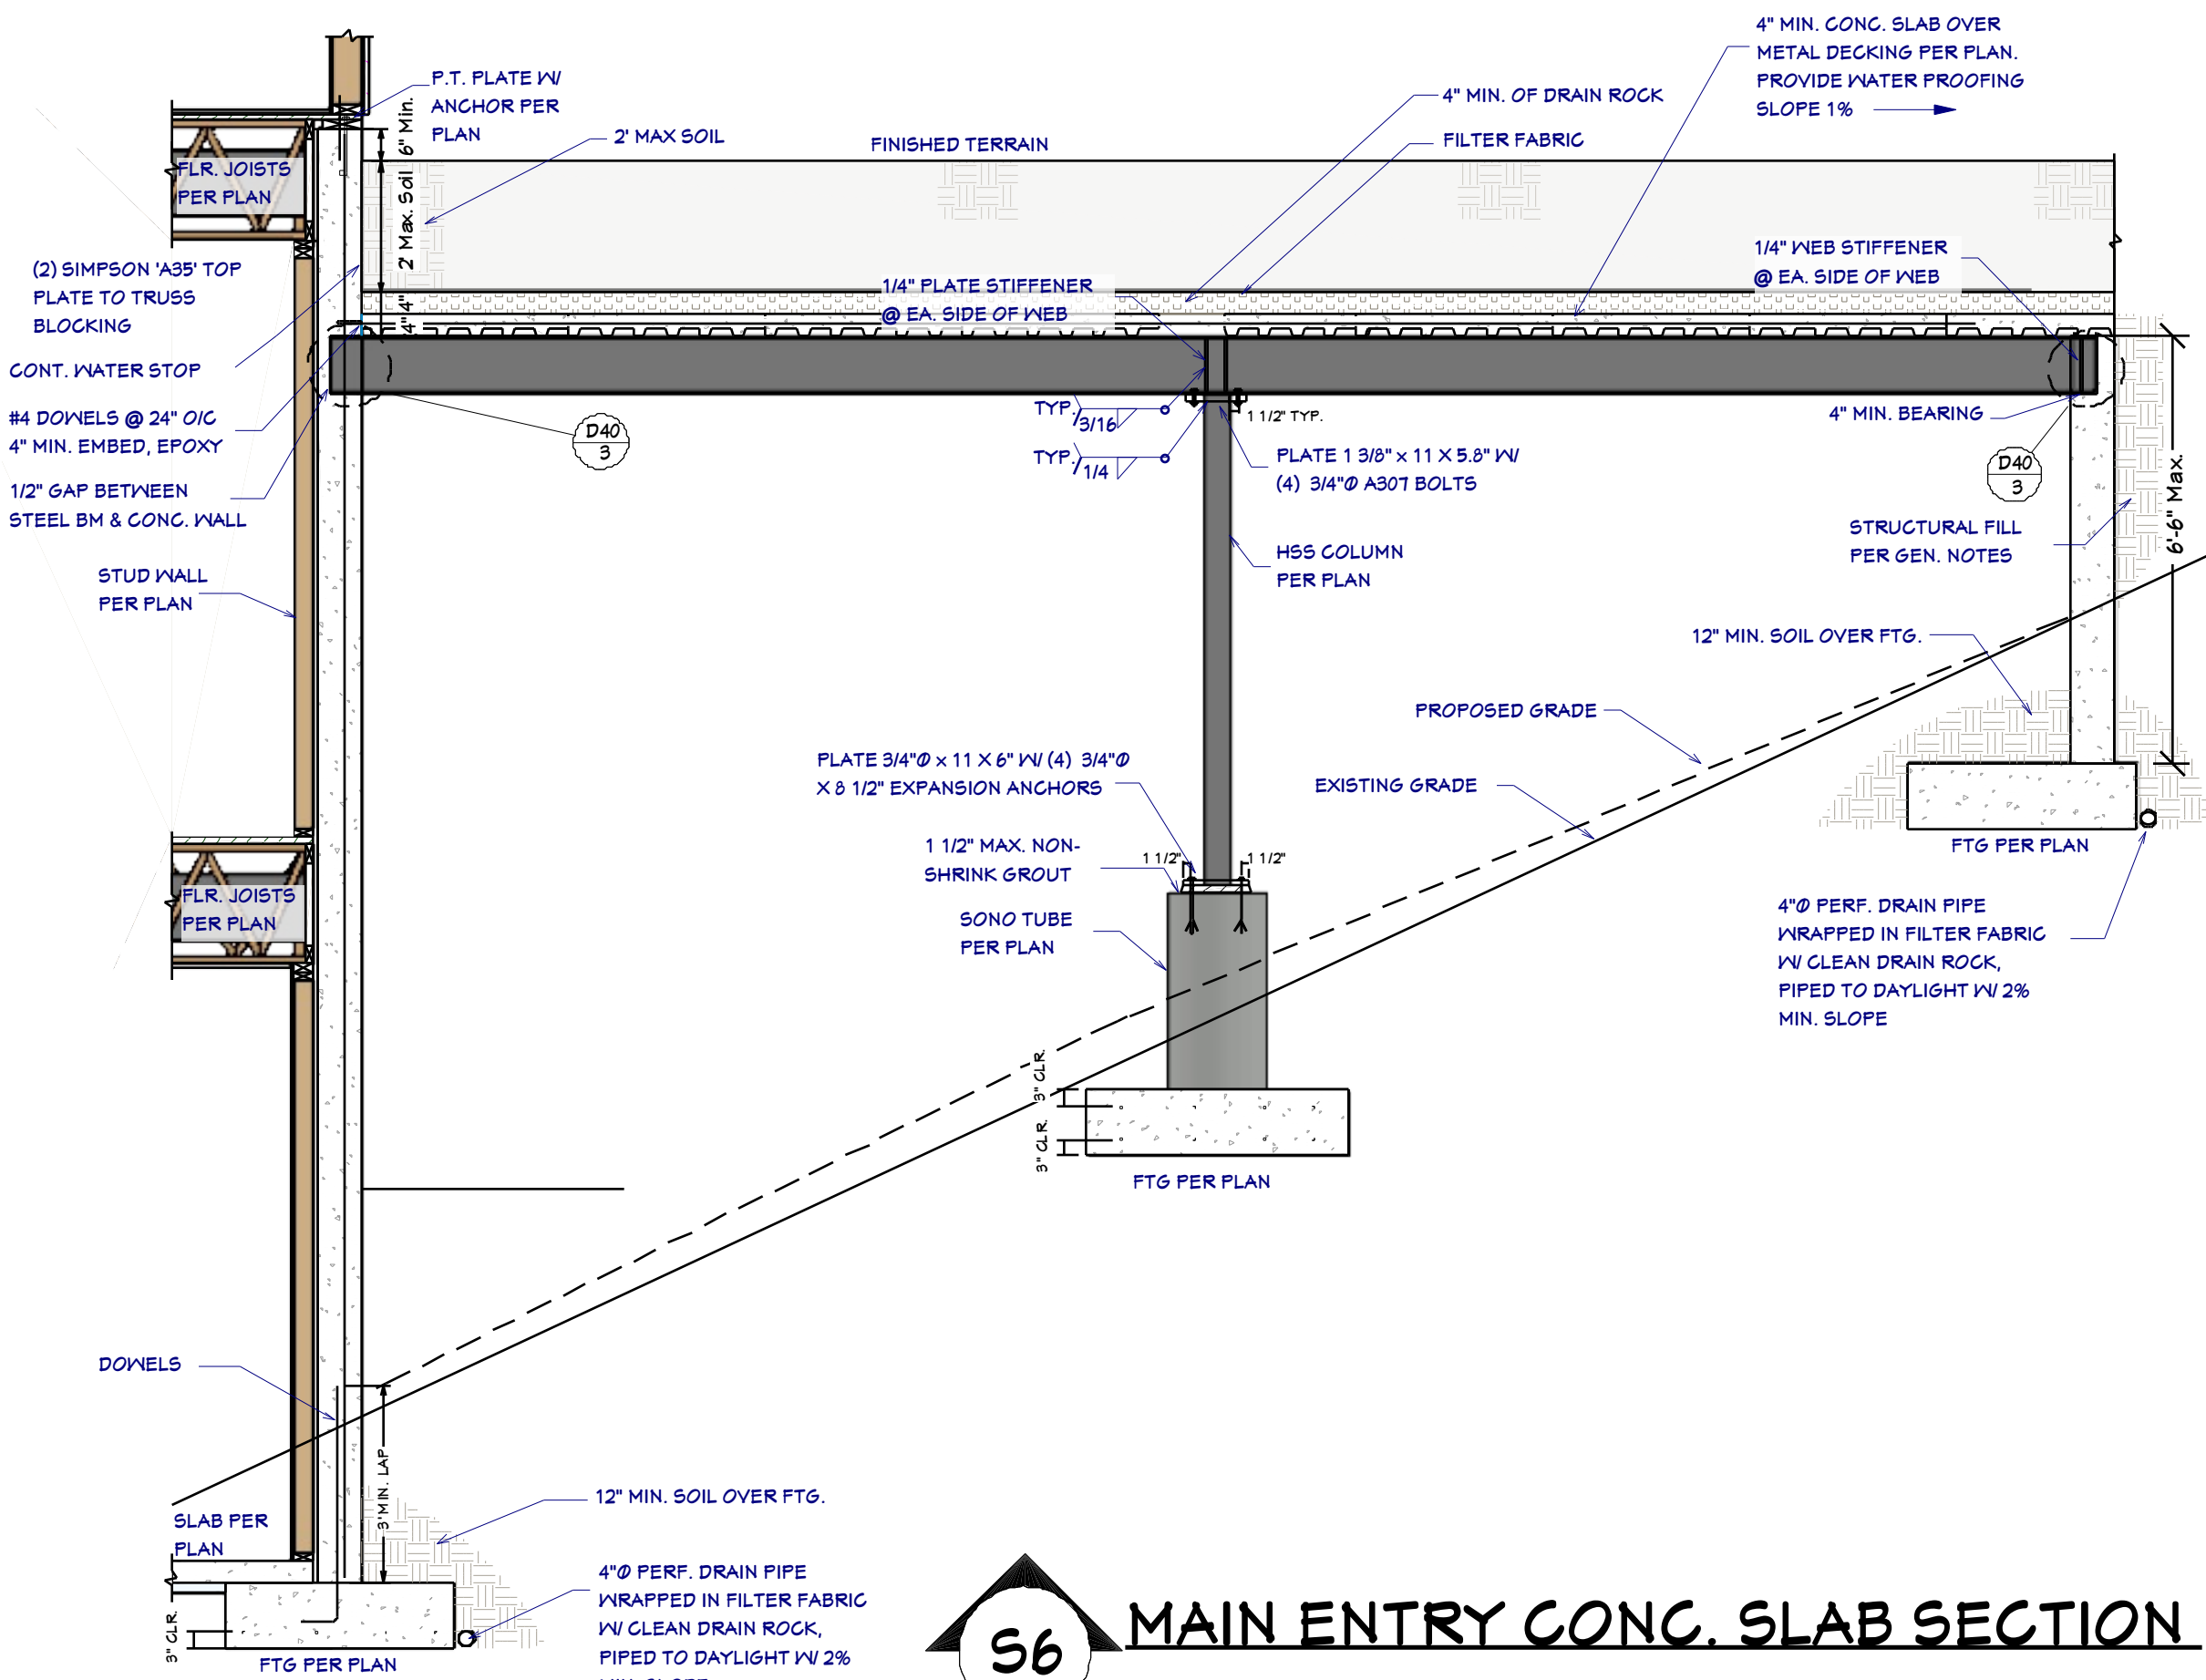 4" MIN. CONC. SLAB OVER
METAL DECKING PER PLAN.
PROVIDE WATER PROOFING
SLOPE 1%
P.T. PLATE W/
ANCHOR PER
PLAN
6" Min.
2' MAX SOIL
FINISHED TERRAIN
4" MIN. OF DRAIN ROCK
FILTER FABRIC
FLR. JOISTS
PER PLAN
2' Max. Soil
4"
4"
(2) SIMPSON 'A35' TOP
PLATE TO TRUSS
BLOCKING
1/4" PLATE STIFFENER
@ EA. SIDE OF WEB
1/4" WEB STIFFENER
@ EA. SIDE OF WEB
CONT. WATER STOP
#4 DOWELS @ 24" O/C
4" MIN. EMBED, EPOXY
1/2" GAP BETWEEN
STEEL BM & CONC. WALL
D40
3
TYP.
3/16
TYP.
1/4
1 1/2" TYP.
PLATE 1 3/8" x 11 X 5.8" W/
(4) 3/4"Ø A307 BOLTS
4" MIN. BEARING
D40
3
6'-6" Max.
STRUCTURAL FILL
PER GEN. NOTES
HSS COLUMN
PER PLAN
STUD WALL
PER PLAN
12" MIN. SOIL OVER FTG.
PROPOSED GRADE
EXISTING GRADE
PLATE 3/4"Ø x 11 X 6" W/ (4) 3/4"Ø
X 8 1/2" EXPANSION ANCHORS
1 1/2" MAX. NON-
SHRINK GROUT
1 1/2"
1 1/2"
SONO TUBE
PER PLAN
FLR. JOISTS
PER PLAN
FTG PER PLAN
4"Ø PERF. DRAIN PIPE
WRAPPED IN FILTER FABRIC
W/ CLEAN DRAIN ROCK,
PIPED TO DAYLIGHT W/ 2%
MIN. SLOPE
3" CLR.
3" CLR.
FTG PER PLAN
DOWELS
3' MIN. LAP
12" MIN. SOIL OVER FTG.
SLAB PER
PLAN
3" CLR.
FTG PER PLAN
4"Ø PERF. DRAIN PIPE
WRAPPED IN FILTER FABRIC
W/ CLEAN DRAIN ROCK,
PIPED TO DAYLIGHT W/ 2%
MIN. SLOPE
S6
MAIN ENTRY CONC. SLAB SECTION